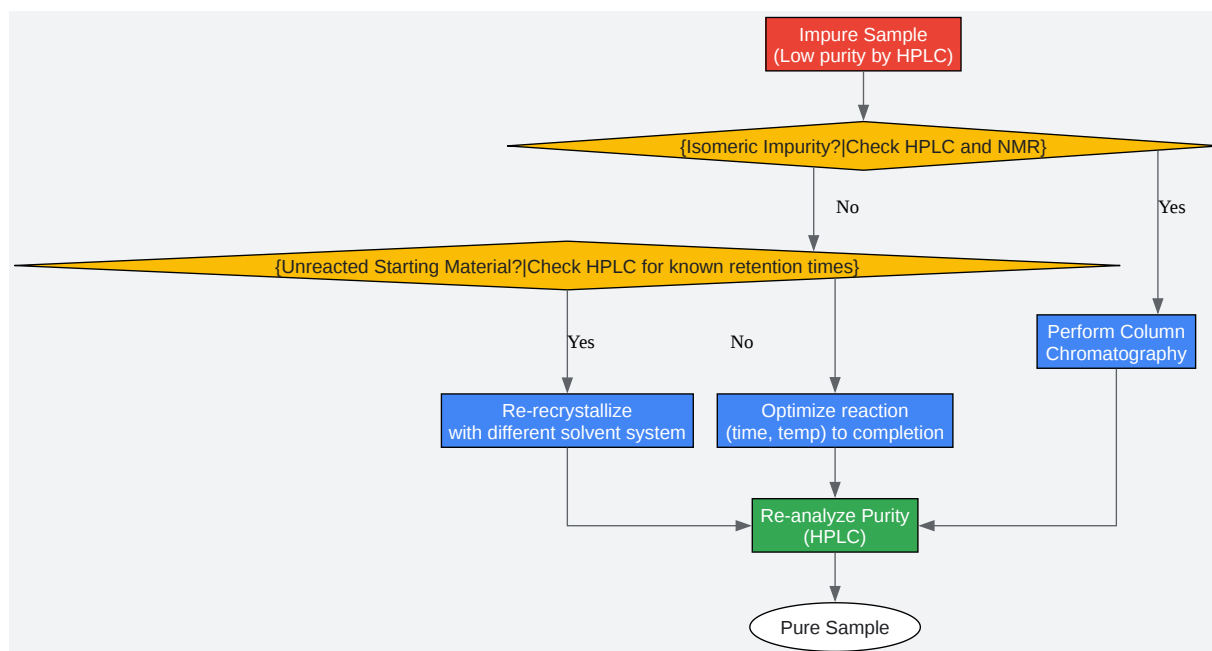 Impure Sample
(Low purity by HPLC)
{Isomeric Impurity?|Check HPLC and NMR}
No
Yes
{Unreacted Starting Material?|Check HPLC for known retention times}
Yes
No
Perform Column
Chromatography
Re-recrystallize
with different solvent system
Optimize reaction
(time, temp) to completion
Re-analyze Purity
(HPLC)
Pure Sample